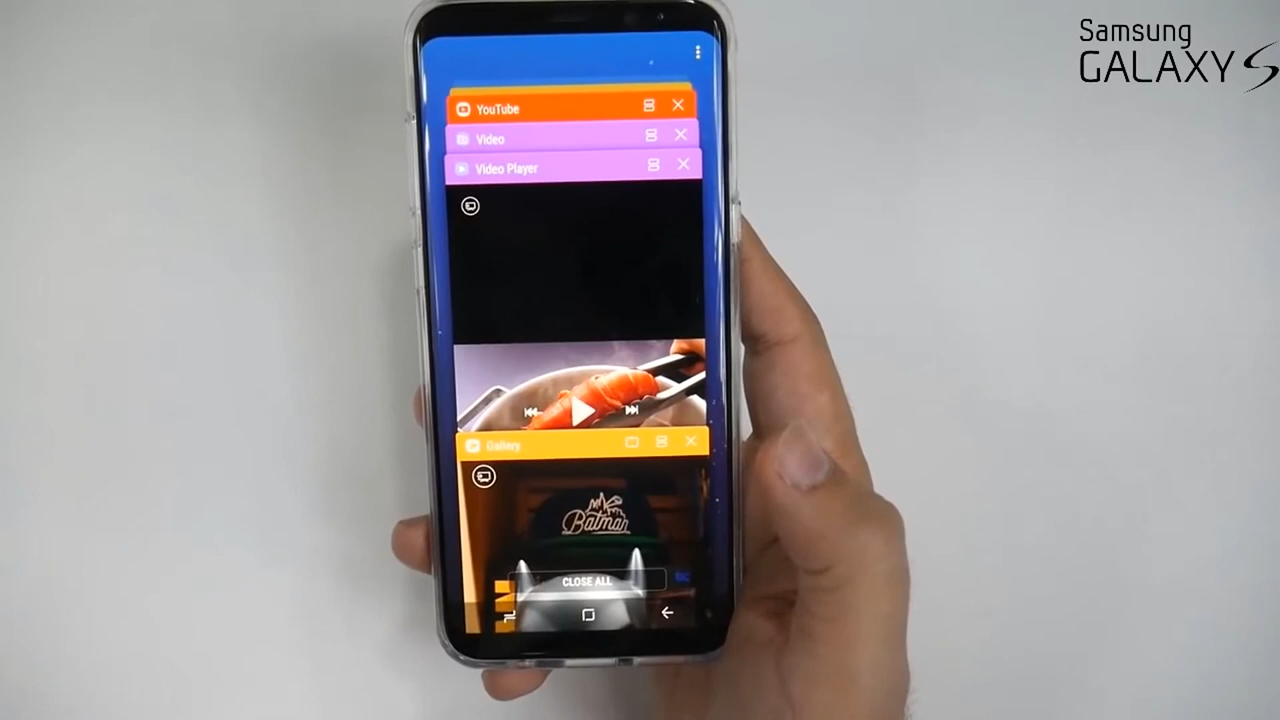 Samsung
GALAXY S
YouTube
Video
Video Player
Gallery
Batman
CLOSE ALL